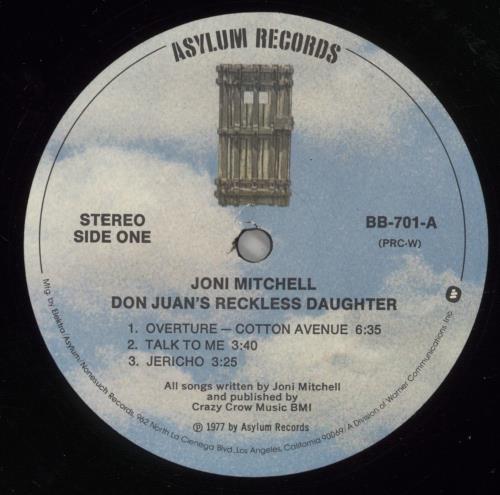 ASYLUM RECORDS
STEREO
SIDE ONE
BB-701-A
(PRC-W)
JONI MITCHELL
DON JUAN'S RECKLESS DAUGHTER
1. OVERTURE — COTTON AVENUE 6:35
2. TALK TO ME 3:40
3. JERICHO 3:25
All songs written by Joni Mitchell
and published by
Crazy Crow Music BMI
℗ 1977 by Asylum Records
Mfg. by Elektra/Asylum/Nonesuch Records, 962 North La Cienega Blvd., Los Angeles, California 90069/A Division of Warner Communications Inc.